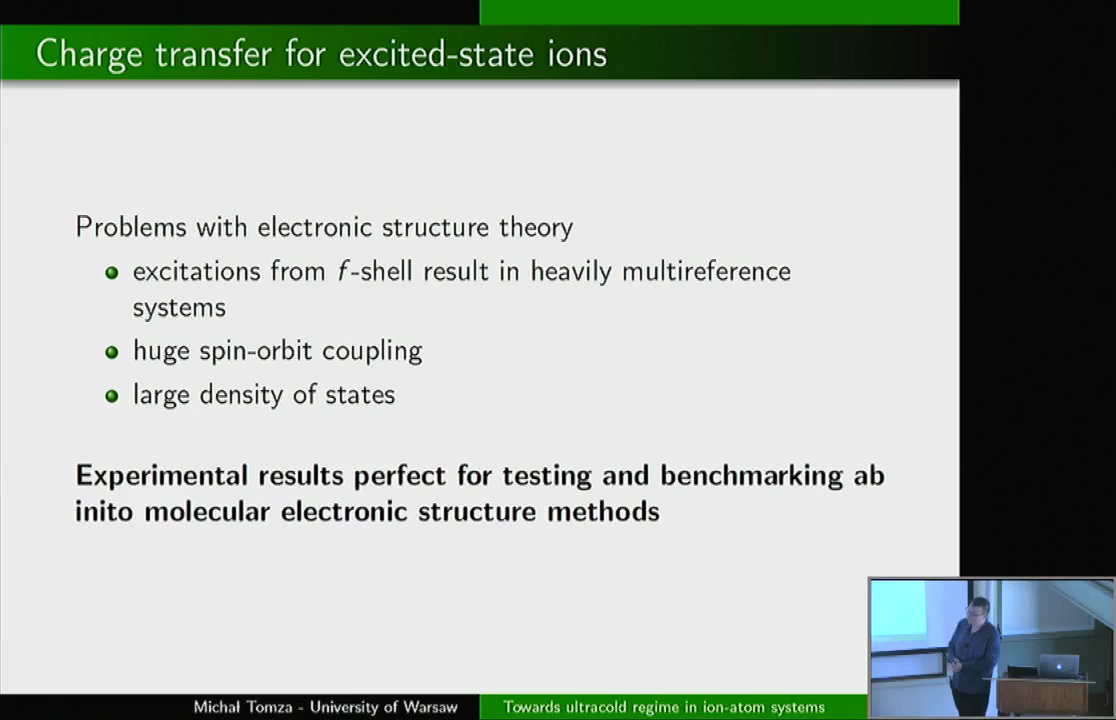 Charge transfer for excited-state ions
Problems with electronic structure theory
excitations from f-shell result in heavily multireference
systems
huge spin-orbit coupling
large density of states
Experimental results perfect for testing and benchmarking ab
inito molecular electronic structure methods
Michał Tomza - University of Warsaw
Towards ultracold regime in ion-atom systems